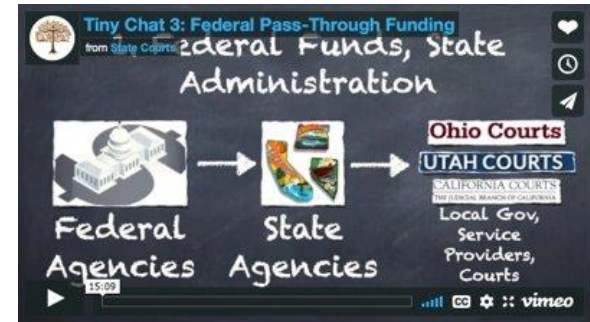 Tiny Chat 3: Federal Pass-Through Funding
from State Courts
ederal Funds, State
Administration
Federal
Agencies
State
Agencies
Ohio Courts
UTAH COURTS
CALIFORNIA COURTS
THE JUDICIAL BRANCH OF CALIFORNIA
Local Gov,
Service
Providers,
Courts
15:09
CC
vimeo